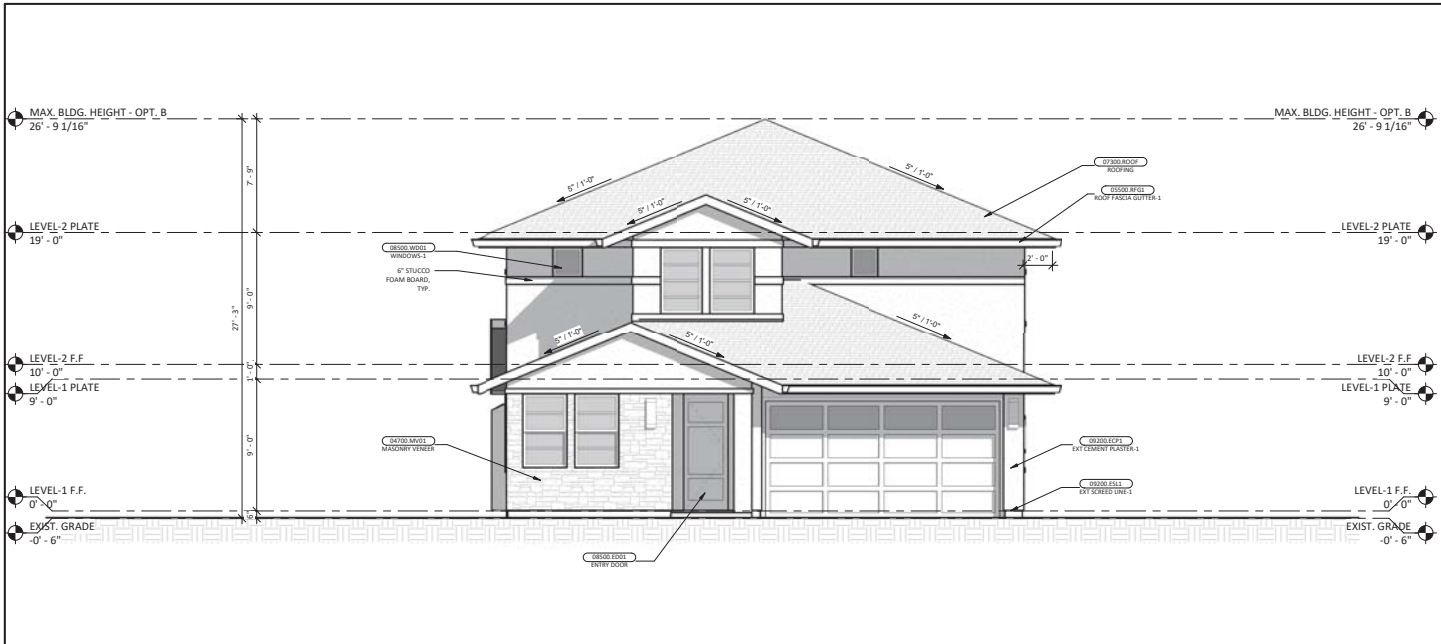 MAX. BLDG. HEIGHT - OPT. B
26' - 9 1/16"
MAX. BLDG. HEIGHT - OPT. B
26' - 9 1/16"
07300.ROOF
ROOFING
05500.RFG1
ROOF FASCIA GUTTER-1
5" / 1'-0"
5" / 1'-0"
5" / 1'-0"
5" / 1'-0"
7' - 9"
LEVEL-2 PLATE
19' - 0"
LEVEL-2 PLATE
19' - 0"
08500.WD01
WINDOWS-1
6" STUCCO
FOAM BOARD,
TYP.
2' - 0"
9' - 0"
27' - 3"
5" / 1'-0"
5" / 1'-0"
5" / 1'-0"
LEVEL-2 F.F
10' - 0"
LEVEL-2 F.F
10' - 0"
1' - 0"
LEVEL-1 PLATE
9' - 0"
LEVEL-1 PLATE
9' - 0"
9' - 0"
04700.MV01
MASONRY VENEER
09200.ECP1
EXT CEMENT PLASTER-1
09200.ESL1
EXT SCREED LINE-1
LEVEL-1 F.F.
0' - 0"
LEVEL-1 F.F.
0' - 0"
6"
EXIST. GRADE
-0' - 6"
EXIST. GRADE
-0' - 6"
08500.ED01
ENTRY DOOR